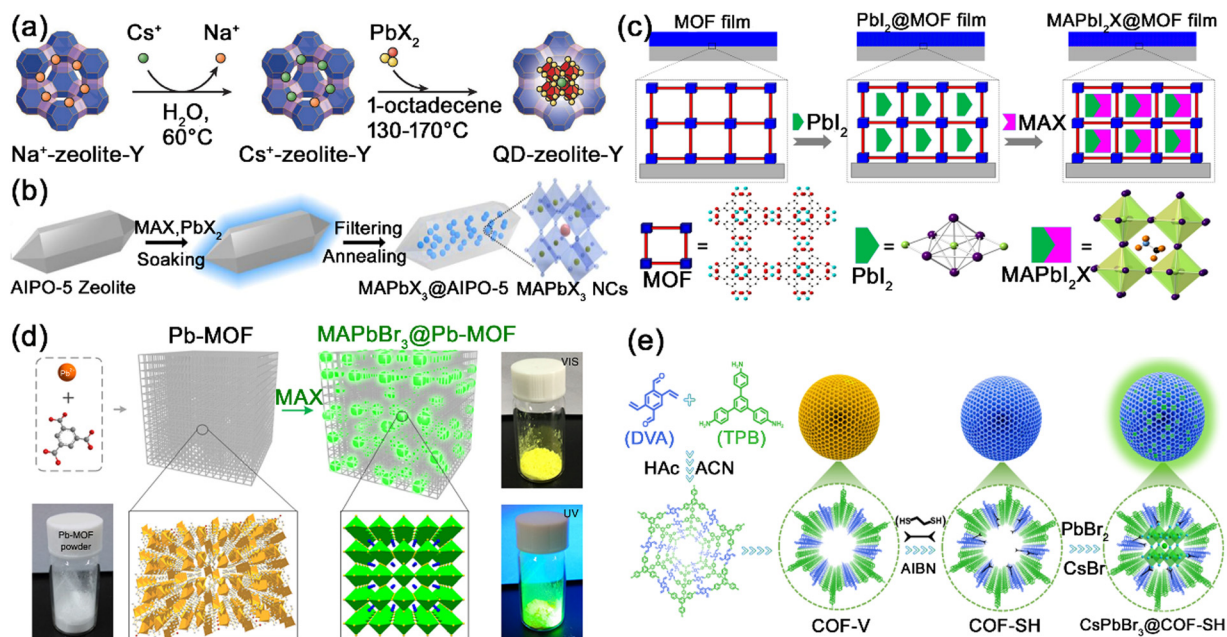 (a)
Cs⁺
Na⁺
PbX₂
H₂O,
60°C
1-octadecene
130-170°C
Na⁺-zeolite-Y
Cs⁺-zeolite-Y
QD-zeolite-Y
(b)
MAX,PbX₂
Soaking
Filtering
Annealing
AlPO-5 Zeolite
MAPbX₃@AlPO-5
MAPbX₃ NCs
(c)
MOF film
PbI₂@MOF film
MAPbI₂X@MOF film
PbI₂
MAX
MOF
=
PbI₂
=
MAPbI₂X
=
(d)
Pb-MOF
MAPbBr₃@Pb-MOF
+
MAX
VIS
Pb-MOF
powder
UV
(e)
+
(DVA)
(TPB)
HAc
ACN
(HS SH)
AIBN
PbBr₂
CsBr
COF-V
COF-SH
CsPbBr₃@COF-SH